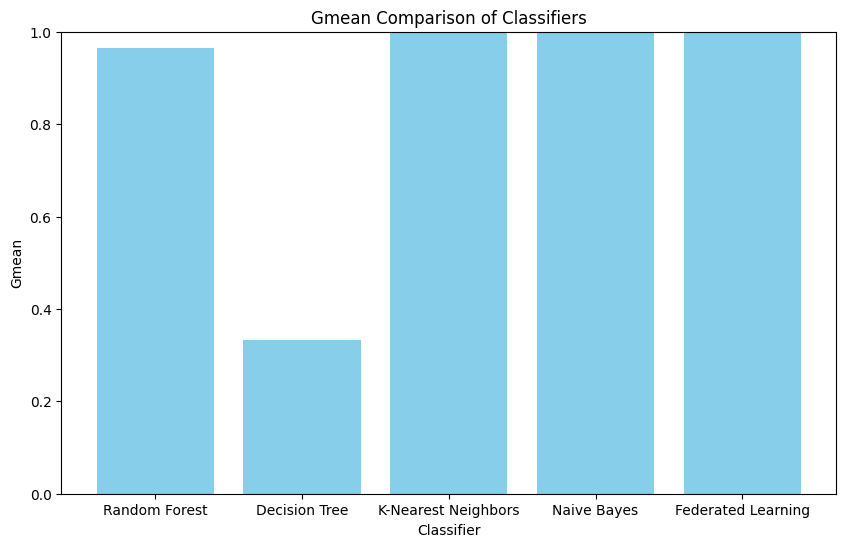 Gmean Comparison of Classifiers
1.0
0.8
0.6
0.4
0.2
0.0
Gmean
Random Forest Decision Tree K-Nearest Neighbors Naive Bayes Federated Learning
Classifier